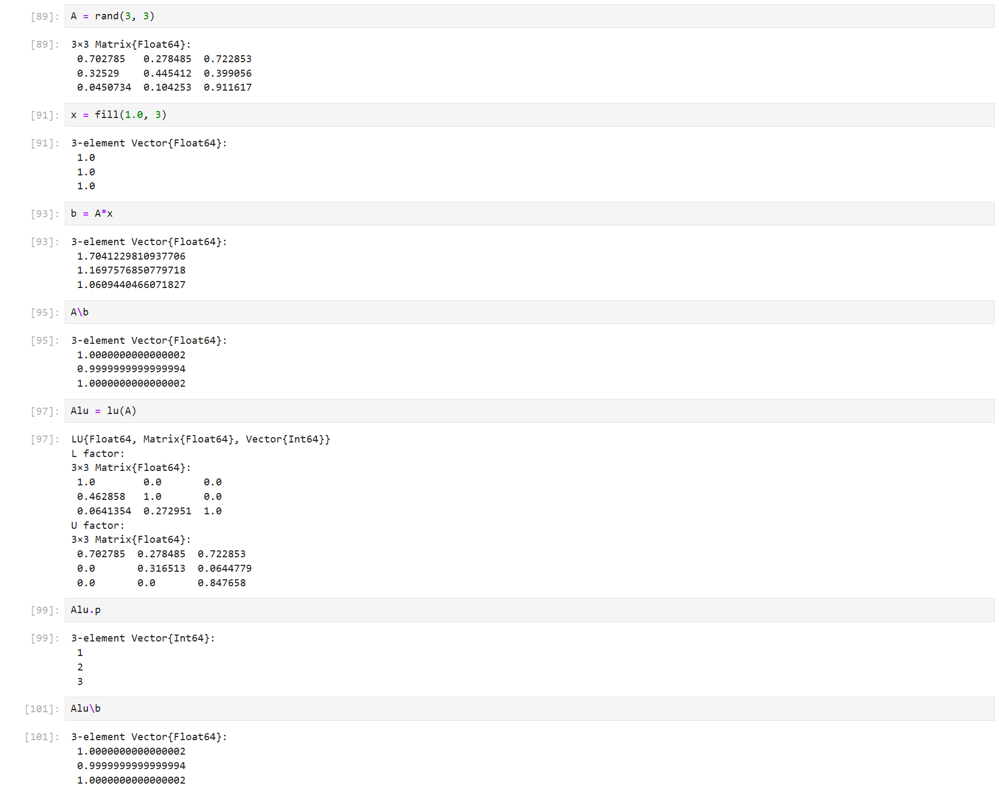 [89]: A = rand(3, 3)
[89]: 3×3 Matrix{Float64}:
 0.702785   0.278485  0.722853
 0.32529    0.445412  0.399056
 0.0450734  0.104253  0.911617
[91]: x = fill(1.0, 3)
[91]: 3-element Vector{Float64}:
 1.0
 1.0
 1.0
[93]: b = A*x
[93]: 3-element Vector{Float64}:
 1.7041229810937706
 1.1697576850779718
 1.0609440466071827
[95]: A\b
[95]: 3-element Vector{Float64}:
 1.0000000000000002
 0.9999999999999994
 1.0000000000000002
[97]: Alu = lu(A)
[97]: LU{Float64, Matrix{Float64}, Vector{Int64}}
L factor:
3×3 Matrix{Float64}:
 1.0        0.0       0.0
 0.462858   1.0       0.0
 0.0641354  0.272951  1.0
U factor:
3×3 Matrix{Float64}:
 0.702785  0.278485  0.722853
 0.0       0.316513  0.0644779
 0.0       0.0       0.847658
[99]: Alu.p
[99]: 3-element Vector{Int64}:
 1
 2
 3
[101]: Alu\b
[101]: 3-element Vector{Float64}:
 1.0000000000000002
 0.9999999999999994
 1.0000000000000002